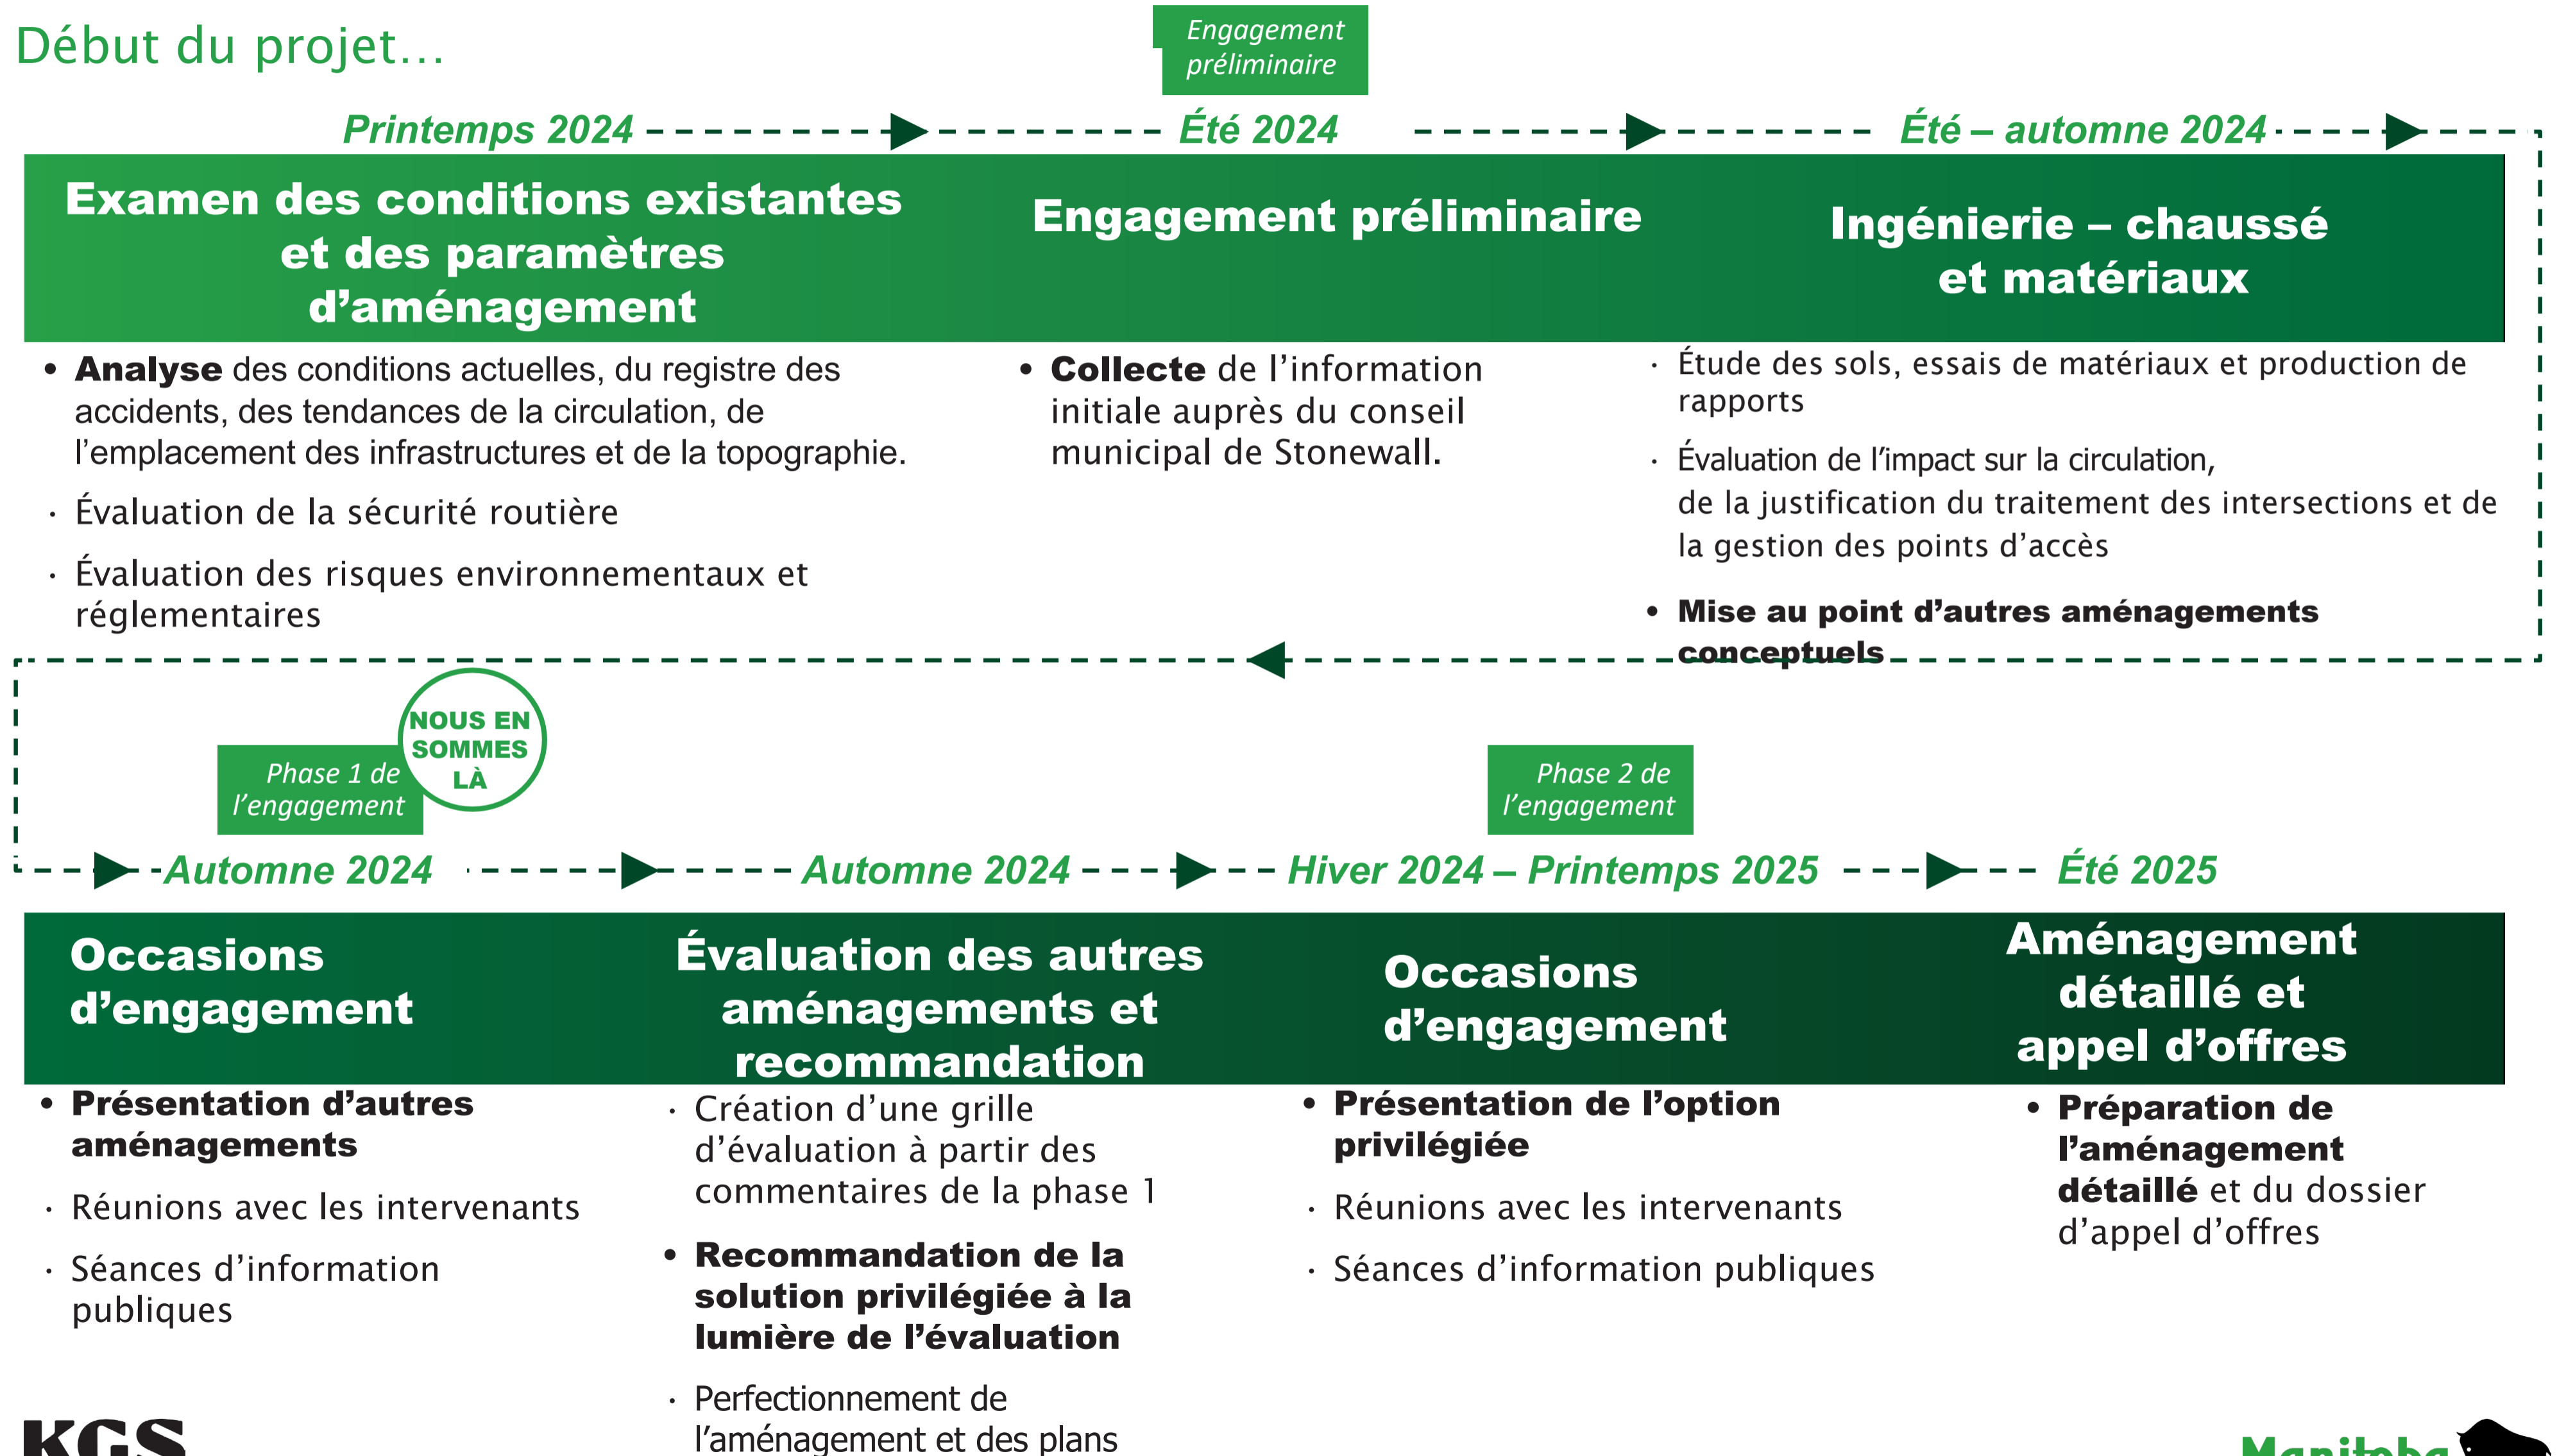 Début du projet...
Engagement
préliminaire
Printemps 2024
Été 2024
Été – automne 2024
Examen des conditions existantes
et des paramètres
d’aménagement
Engagement préliminaire
Ingénierie – chaussé
et matériaux
• Analyse des conditions actuelles, du registre des
accidents, des tendances de la circulation, de
l’emplacement des infrastructures et de la topographie.
· Évaluation de la sécurité routière
· Évaluation des risques environnementaux et
réglementaires
• Collecte de l’information
initiale auprès du conseil
municipal de Stonewall.
· Étude des sols, essais de matériaux et production de
rapports
· Évaluation de l’impact sur la circulation,
de la justification du traitement des intersections et de
la gestion des points d’accès
• Mise au point d’autres aménagements
conceptuels
NOUS EN
SOMMES
LÀ
Phase 1 de
l’engagement
Phase 2 de
l’engagement
Automne 2024
Automne 2024
Hiver 2024 – Printemps 2025
Été 2025
Occasions
d’engagement
Évaluation des autres
aménagements et
recommandation
Occasions
d’engagement
Aménagement
détaillé et
appel d’offres
• Présentation d’autres
aménagements
· Réunions avec les intervenants
· Séances d’information
publiques
· Création d’une grille
d’évaluation à partir des
commentaires de la phase 1
• Recommandation de la
solution privilégiée à la
lumière de l’évaluation
· Perfectionnement de
l’aménagement et des plans
• Présentation de l’option
privilégiée
· Réunions avec les intervenants
· Séances d’information publiques
• Préparation de
l’aménagement
détaillé et du dossier
d’appel d’offres
KGS
Manitoba